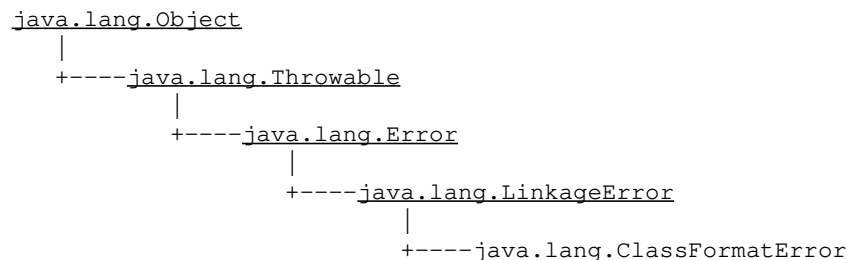 java.lang.Object
|
+----java.lang.Throwable
|
+----java.lang.Error
|
+----java.lang.LinkageError
|
+----java.lang.ClassFormatError